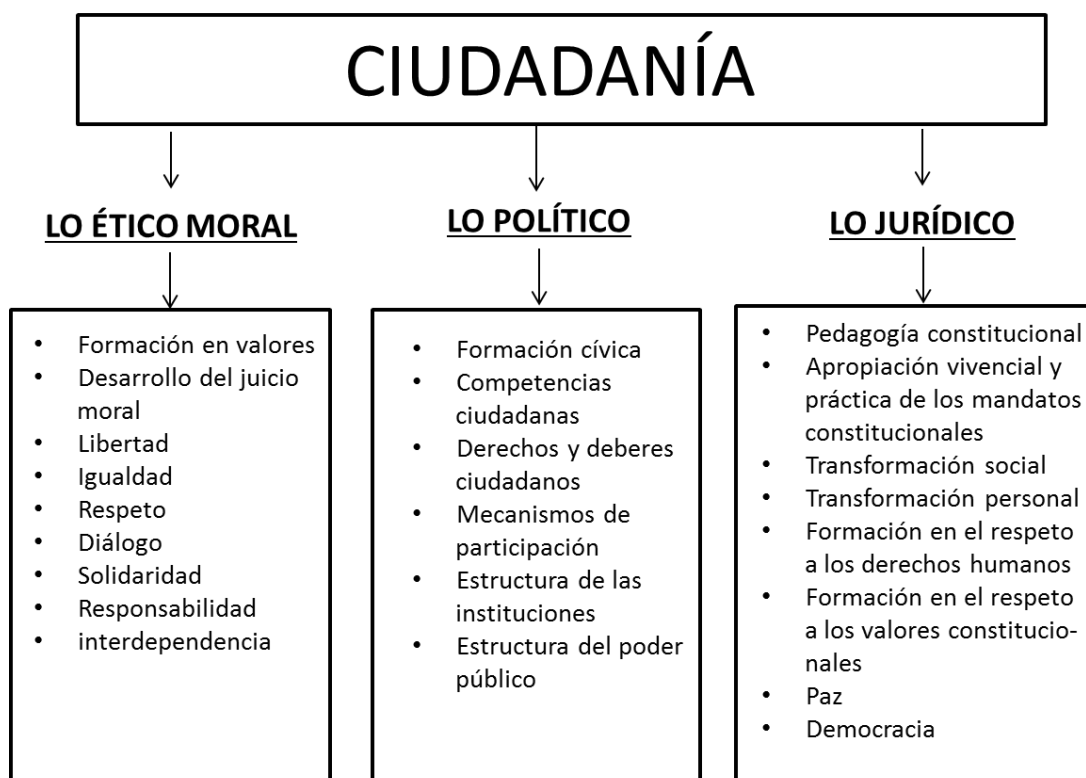 CIUDADANÍA
LO ÉTICO MORAL
• Formación en valores
• Desarrollo del juicio
moral
• Libertad
• Igualdad
• Respeto
• Diálogo
• Solidaridad
• Responsabilidad
• interdependencia
LO POLÍTICO
• Formación cívica
• Competencias
ciudadanas
• Derechos y deberes
ciudadanos
• Mecanismos de
participación
• Estructura de las
instituciones
• Estructura del poder
público
LO JURÍDICO
• Pedagogía constitucional
• Apropiación vivencial y
práctica de los mandatos
constitucionales
• Transformación social
• Transformación personal
• Formación en el respeto
a los derechos humanos
• Formación en el respeto
a los valores constitucio-
nales
• Paz
• Democracia